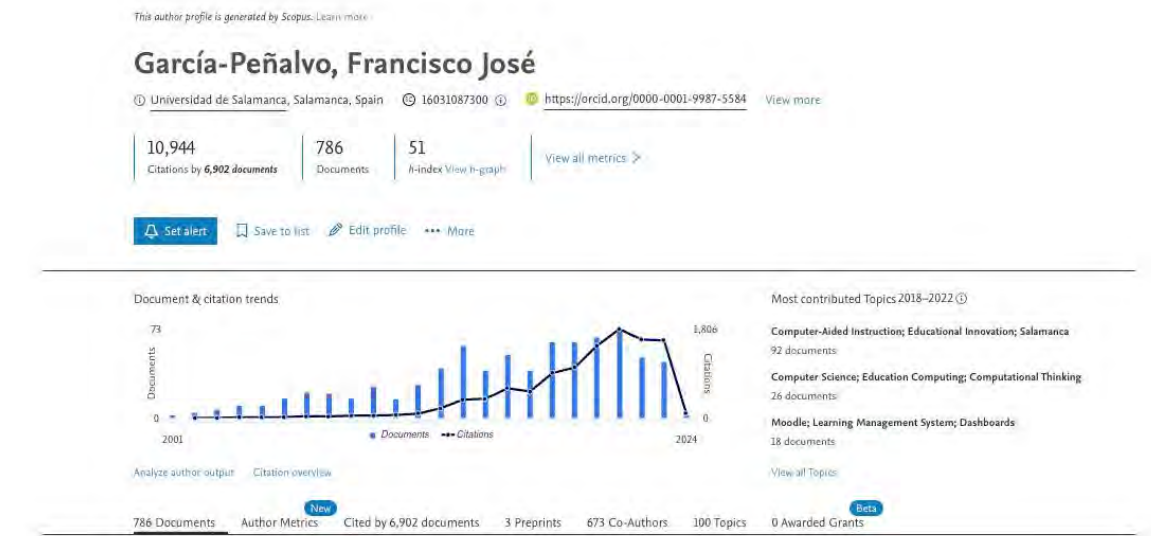 This author profile is generated by Scopus. Learn more
García-Peñalvo, Francisco José
Universidad de Salamanca, Salamanca, Spain SC 16031087300 iD https://orcid.org/0000-0001-9987-5584 View more
10,944 786 51
Citations by 6,902 documents Documents h-index View h-graph View all metrics >
Set alert Save to list Edit profile ••• More
Document & citation trends
73 1,806
Documents Citations
0 0
2001 2024
Documents Citations
Analyze author output Citation overview
Most contributed Topics 2018–2022
Computer-Aided Instruction; Educational Innovation; Salamanca
92 documents
Computer Science; Education Computing; Computational Thinking
26 documents
Moodle; Learning Management System; Dashboards
18 documents
View all Topics
New Beta
786 Documents Author Metrics Cited by 6,902 documents 3 Preprints 673 Co-Authors 100 Topics 0 Awarded Grants